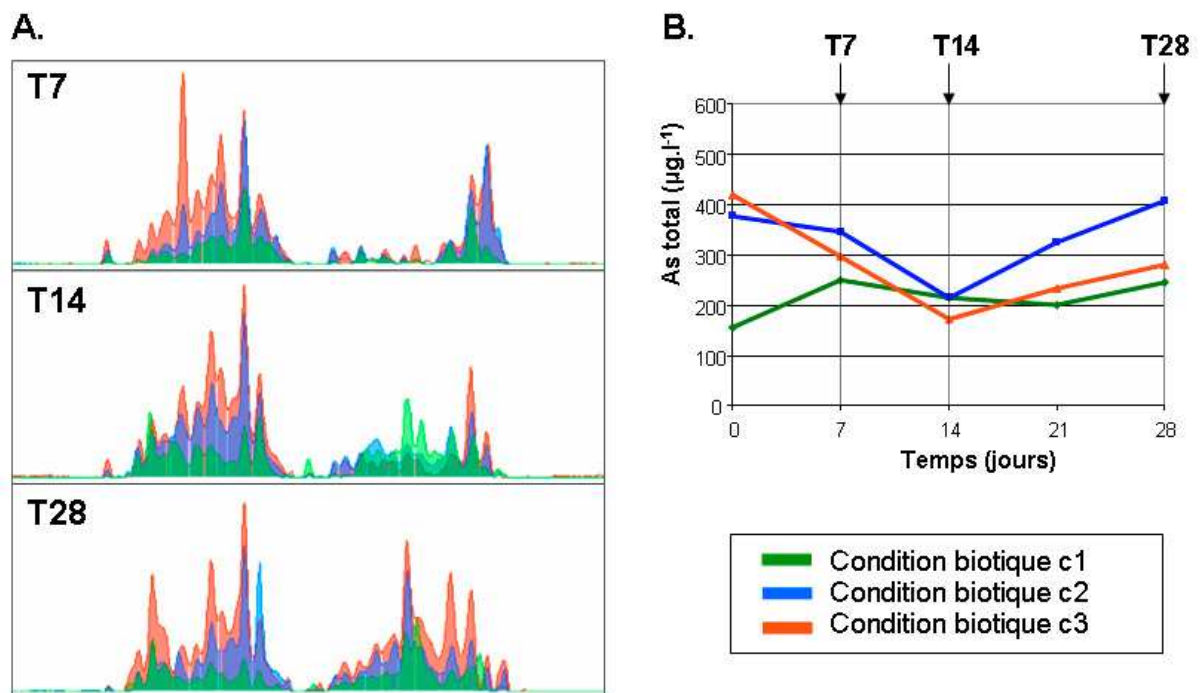 A.
T7
T14
T28
B.
T7 T14 T28
As total (µg.l⁻¹)
600
500
400
300
200
100
0
0 7 14 21 28
Temps (jours)
Condition biotique c1
Condition biotique c2
Condition biotique c3